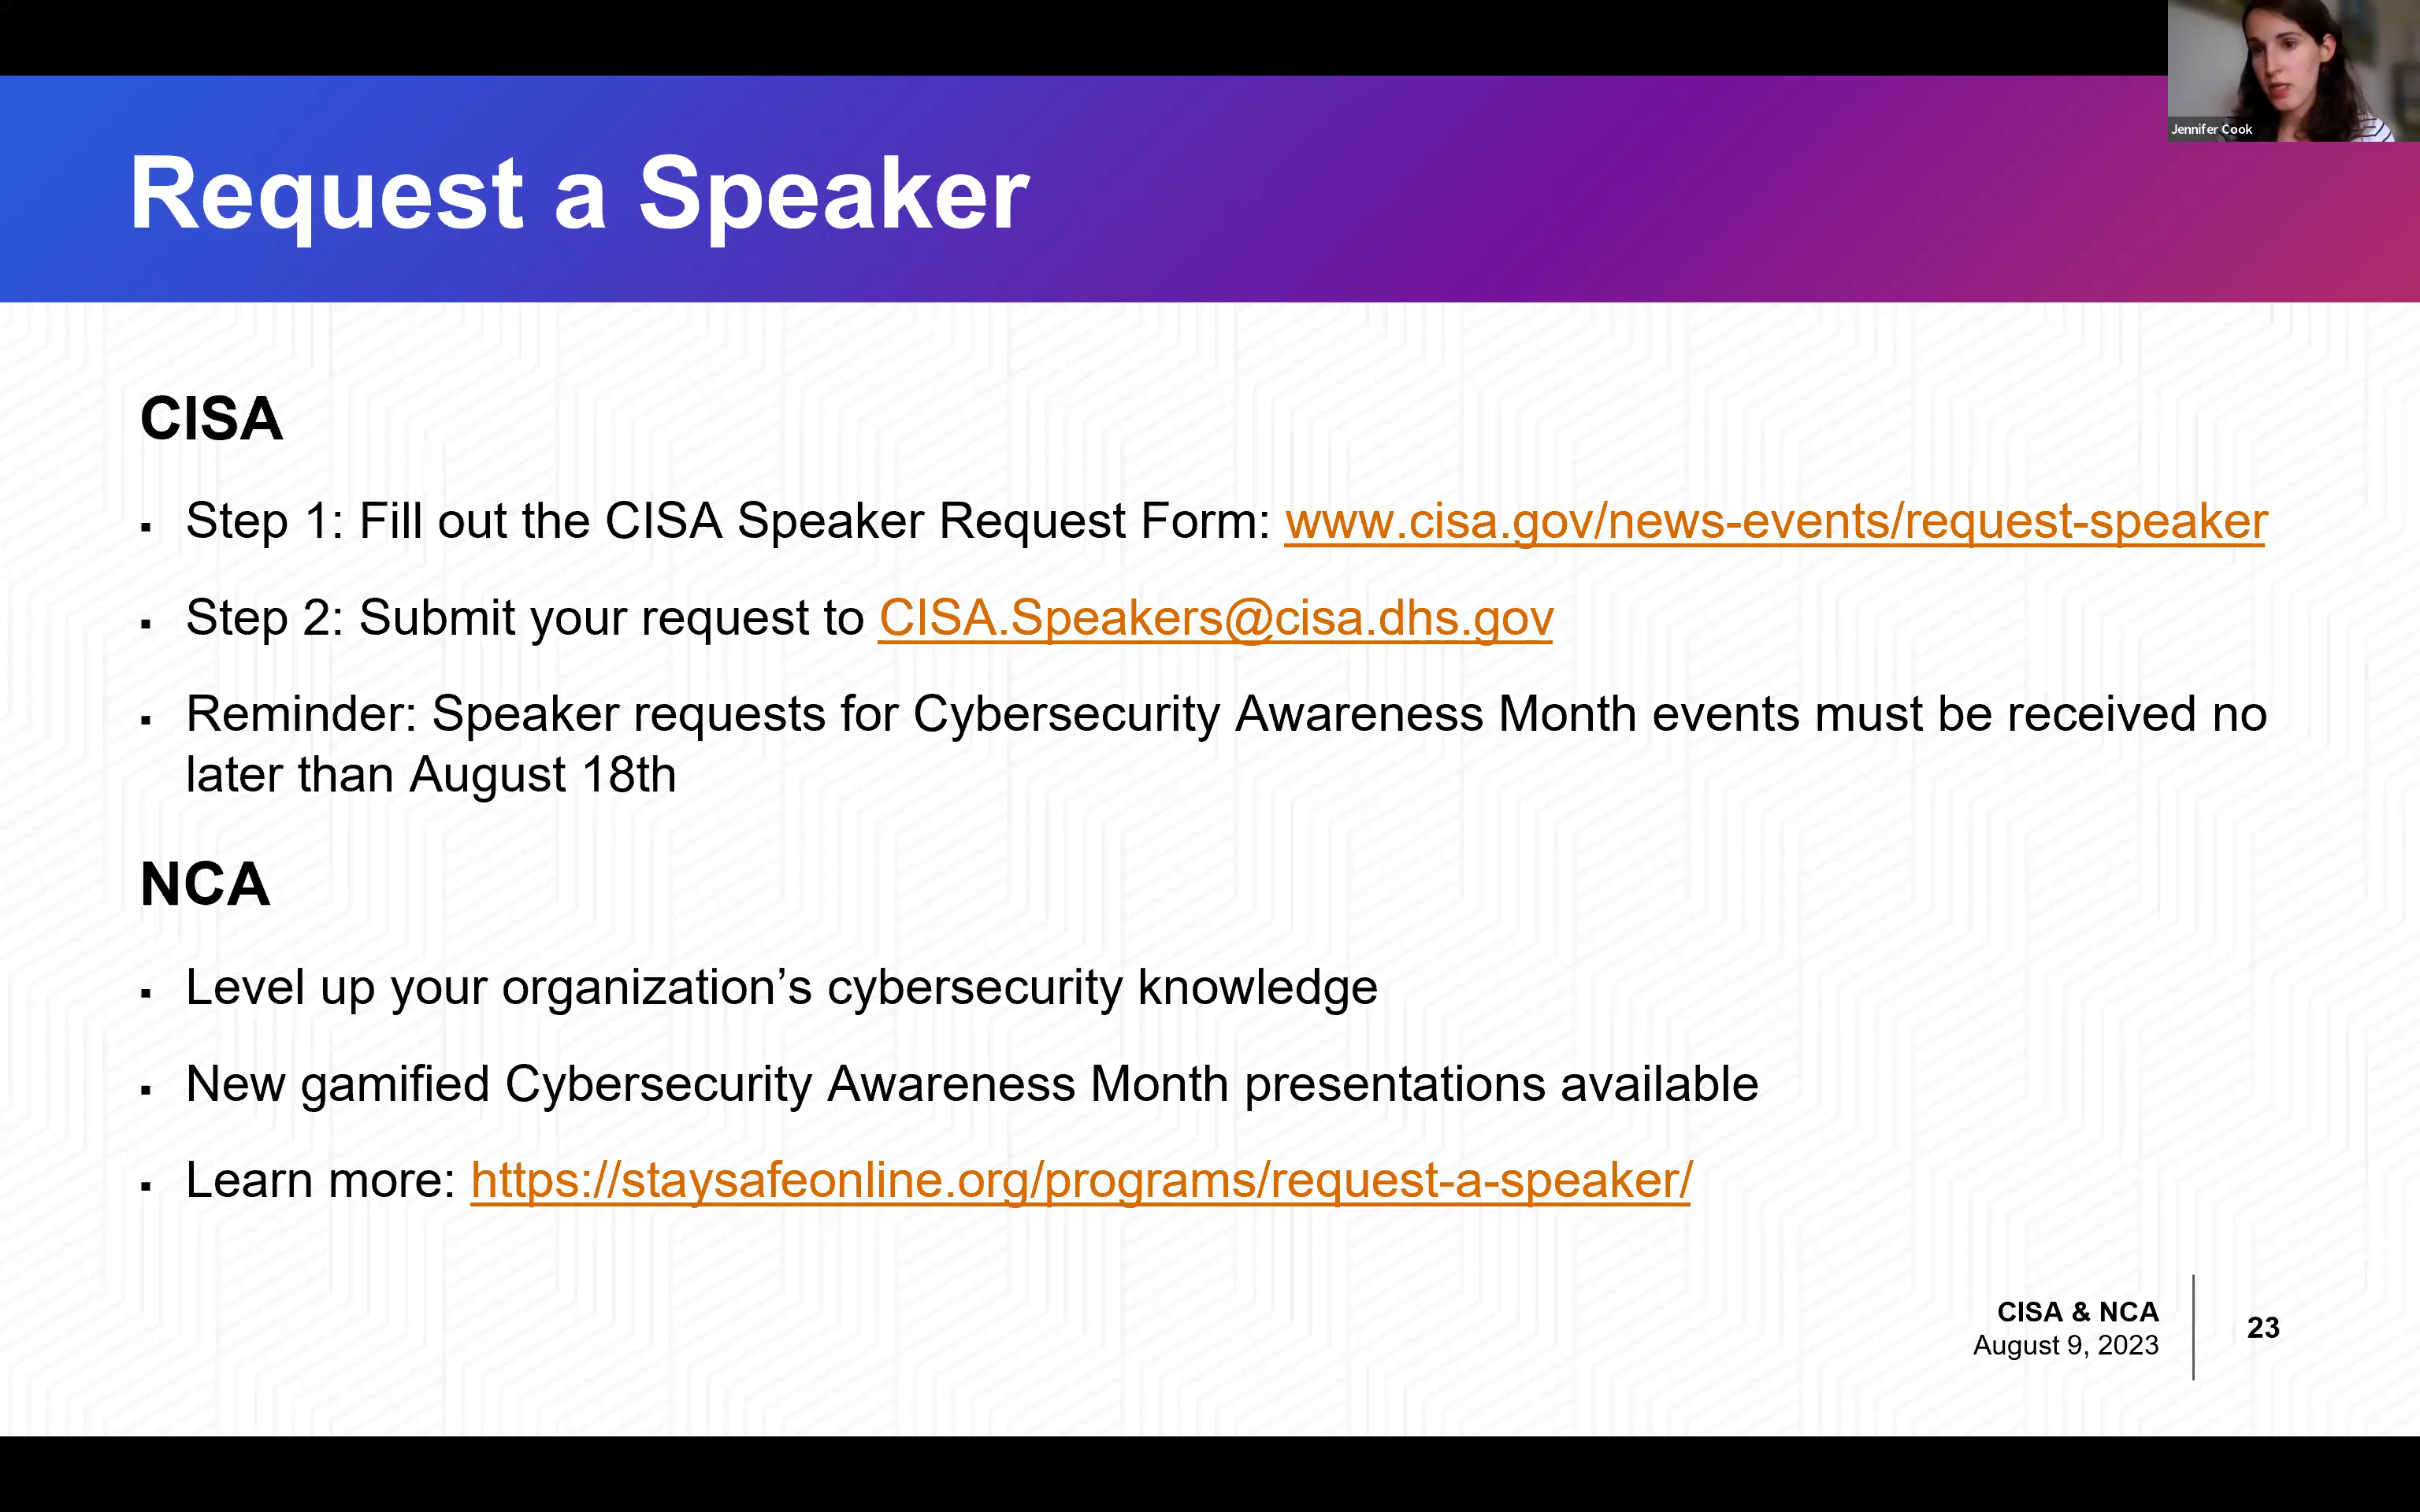 Jennifer Cook
Request a Speaker
CISA
▪ Step 1: Fill out the CISA Speaker Request Form: www.cisa.gov/news-events/request-speaker
▪ Step 2: Submit your request to CISA.Speakers@cisa.dhs.gov
▪ Reminder: Speaker requests for Cybersecurity Awareness Month events must be received no
later than August 18th
NCA
▪ Level up your organization’s cybersecurity knowledge
▪ New gamified Cybersecurity Awareness Month presentations available
▪ Learn more: https://staysafeonline.org/programs/request-a-speaker/
CISA & NCA
August 9, 2023
23